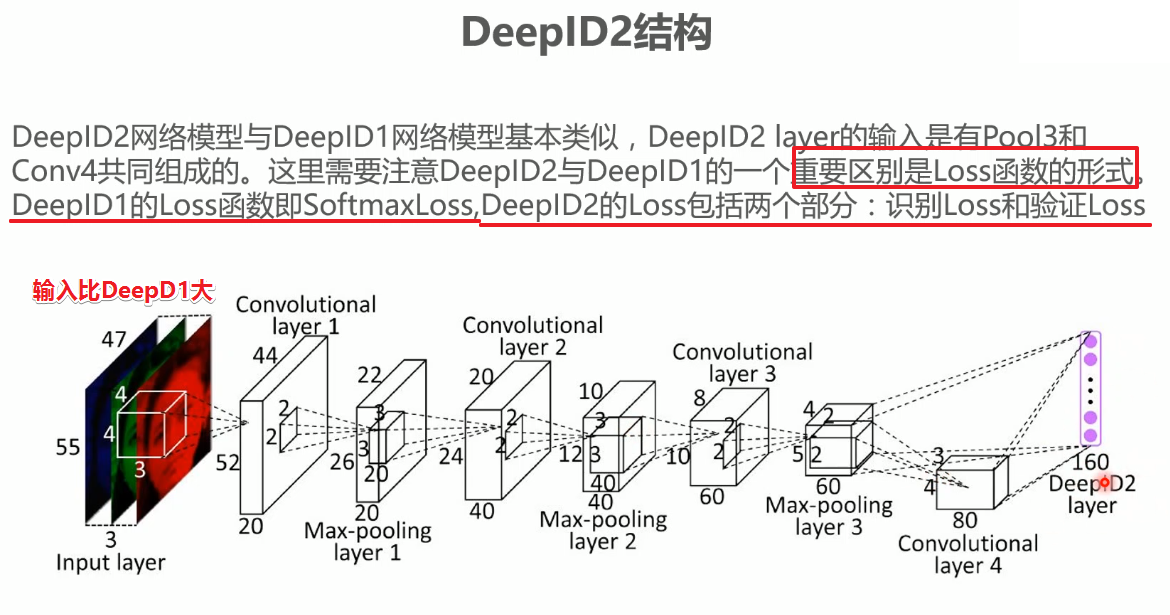 DeepID2结构
DeepID2网络模型与DeepID1网络模型基本类似，DeepID2 layer的输入是有Pool3和
Conv4共同组成的。这里需要注意DeepID2与DeepID1的一个重要区别是Loss函数的形式。
DeepID1的Loss函数即SoftmaxLoss,DeepID2的Loss包括两个部分：识别Loss和验证Loss
输入比DeepD1大
47
55
4
4
3
3
Input layer
Convolutional
layer 1
44
52
20
2
2
22
26
20
3
3
20
Max-pooling
layer 1
Convolutional
layer 2
20
24
40
2
2
10
12
40
3
3
40
Max-pooling
layer 2
Convolutional
layer 3
8
10
60
2
2
4
5
2
2
60
Max-pooling
layer 3
3
4
80
Convolutional
layer 4
160
DeepID2
layer